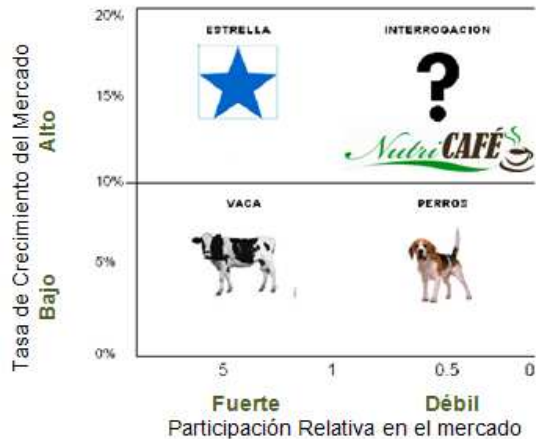 20%
ESTRELLA
INTERROGACION
?
15%
NutriCAFÉ
10%
VACA
PERROS
5%
0%
5
1
0.5
0
Fuerte
Débil
Participación Relativa en el mercado
Tasa de Crecimiento del Mercado
Alto
Bajo